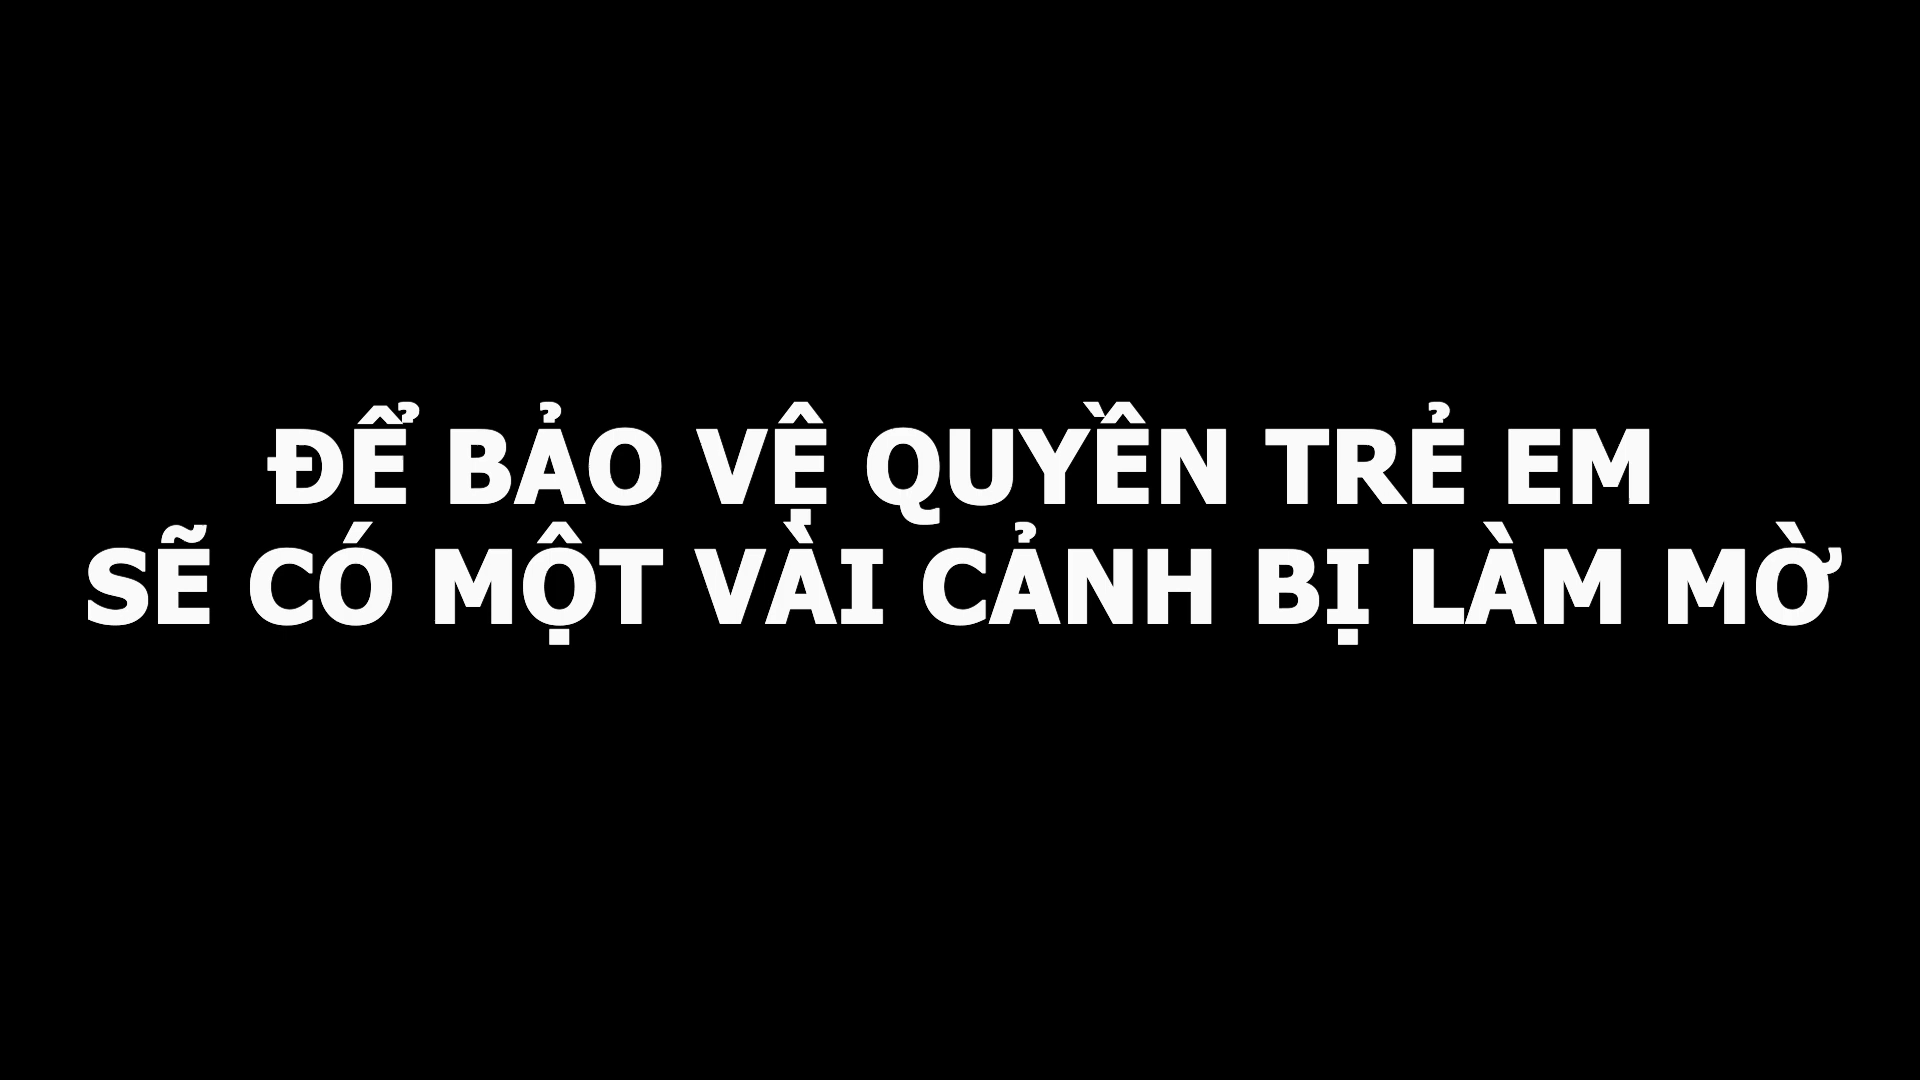 ĐỂ BẢO VỆ QUYỀN TRẺ EM
SẼ CÓ MỘT VÀI CẢNH BỊ LÀM MỜ